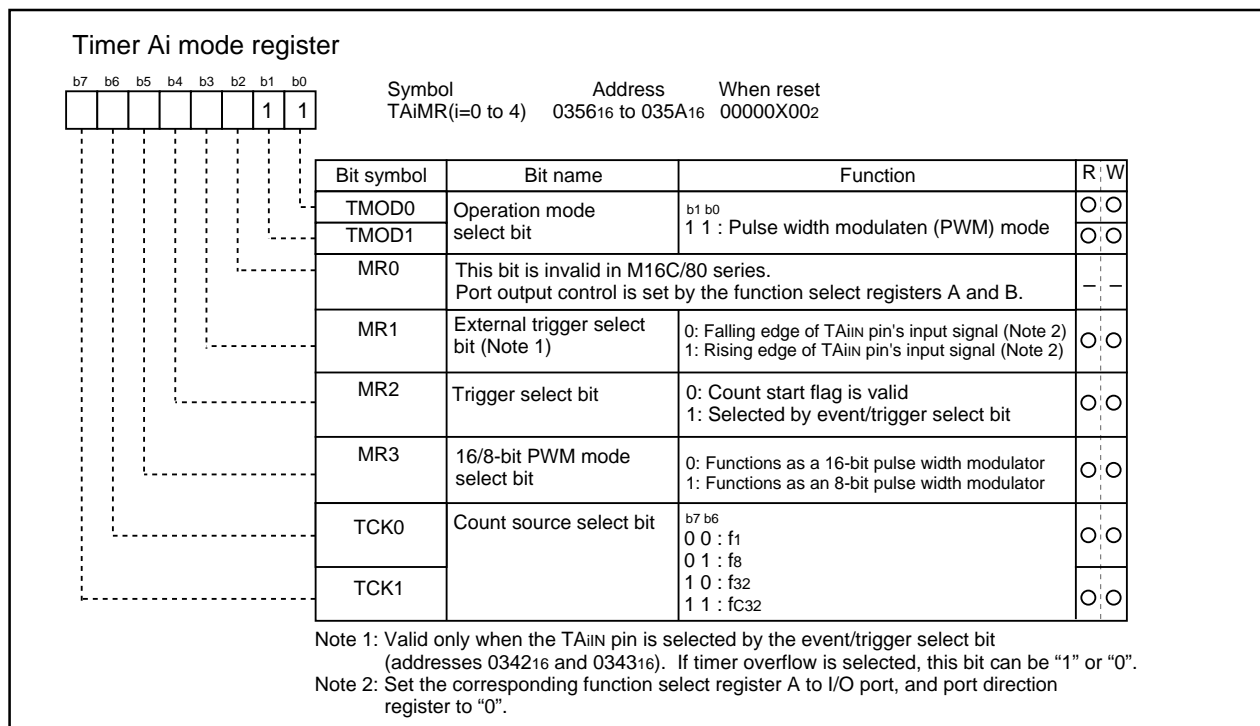 Timer Ai mode register
b7 b6 b5 b4 b3 b2 b1 b0
1 1
Symbol Address When reset
TAiMR(i=0 to 4) 035616 to 035A16 00000X002
Bit symbol Bit name Function R W
TMOD0 Operation mode select bit
TMOD1
b1 b0
1 1 : Pulse width modulaten (PWM) mode
MR0 This bit is invalid in M16C/80 series.
Port output control is set by the function select registers A and B.
– –
MR1 External trigger select
bit (Note 1)
0: Falling edge of TAiIN pin's input signal (Note 2)
1: Rising edge of TAiIN pin's input signal (Note 2)
MR2 Trigger select bit
0: Count start flag is valid
1: Selected by event/trigger select bit
MR3 16/8-bit PWM mode
select bit
0: Functions as a 16-bit pulse width modulator
1: Functions as an 8-bit pulse width modulator
TCK0 Count source select bit
TCK1
b7 b6
0 0 : f1
0 1 : f8
1 0 : f32
1 1 : fC32
Note 1: Valid only when the TAiIN pin is selected by the event/trigger select bit
(addresses 034216 and 034316). If timer overflow is selected, this bit can be “1” or “0”.
Note 2: Set the corresponding function select register A to I/O port, and port direction
register to “0”.